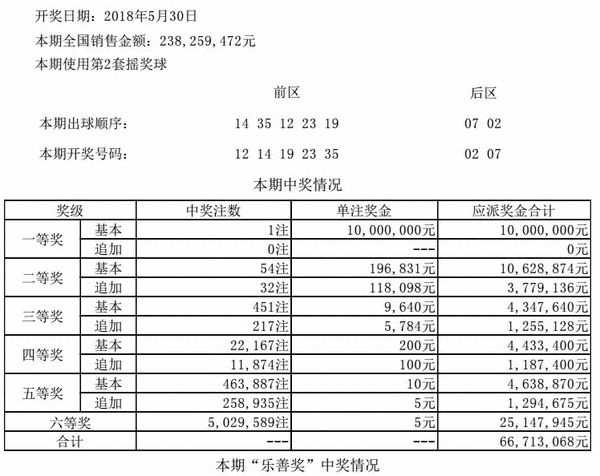 开奖日期：2018年5月30日
本期全国销售金额：238,259,472元
本期使用第2套摇奖球
前区 后区
本期出球顺序： 14 35 12 23 19 07 02
本期开奖号码： 12 14 19 23 35 02 07
本期中奖情况
奖级 中奖注数 单注奖金 应派奖金合计
一等奖 基本 1注 10,000,000元 10,000,000元
追加 0注 --- 0元
二等奖 基本 54注 196,831元 10,628,874元
追加 32注 118,098元 3,779,136元
三等奖 基本 451注 9,640元 4,347,640元
追加 217注 5,784元 1,255,128元
四等奖 基本 22,167注 200元 4,433,400元
追加 11,874注 100元 1,187,400元
五等奖 基本 463,887注 10元 4,638,870元
追加 258,935注 5元 1,294,675元
六等奖 5,029,589注 5元 25,147,945元
合计 --- --- 66,713,068元
本期“乐善奖”中奖情况